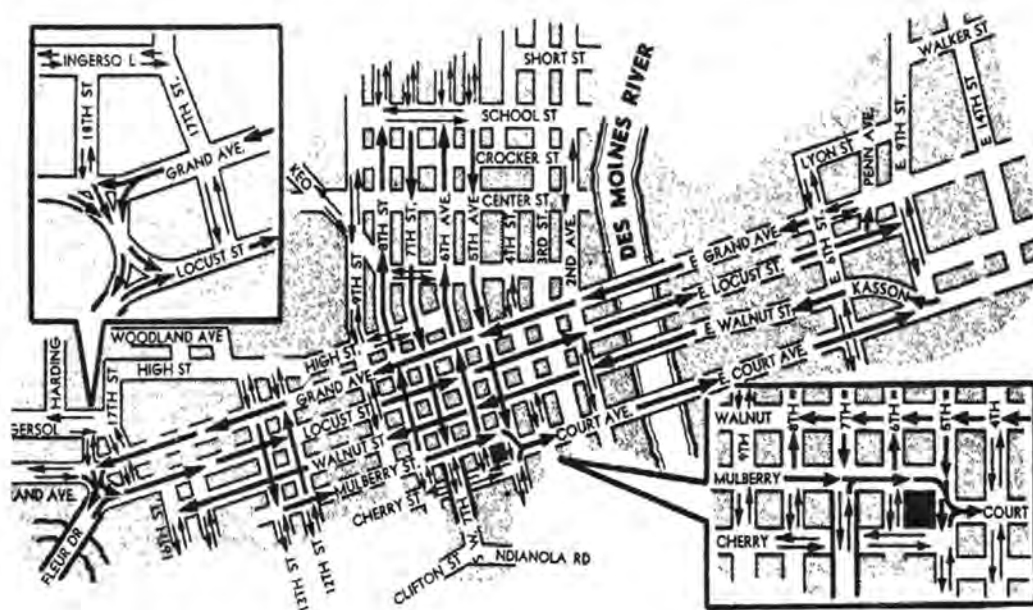 INGERSO L
18TH ST
17TH ST.
GRAND AVE.
LOCUST ST
WOODLAND AVE
HARDING
HIGH ST
17TH ST
NGERSOL
AND AVE.
FLEUR DR
16TH ST
13TH ST
12TH ST
SHORT ST
SCHOOL ST
CROCKER ST
CENTER ST.
KEO
9TH ST
8TH ST
7TH ST.
6TH AVE.
5TH AVE
4TH ST.
3RD ST.
2ND AVE.
DES MOINES RIVER
HIGH ST.
GRAND AVE
LOCUST ST
WALNUT ST
MULBERRY ST.
CHERRY ST
COURT AVE.
W. 7TH ST
CLIFTON ST
NDIANOLA RD
E GRAND AVE
E LOCUST ST.
E WALNUT ST
E COURT AVE.
E. 6TH ST
KASSON
LYON ST
PENN AVE
E. 9TH ST.
WALKER ST
E 14TH ST
WALNUT
9TH
8TH
7TH
6TH
5TH
4TH
MULBERRY
COURT
CHERRY